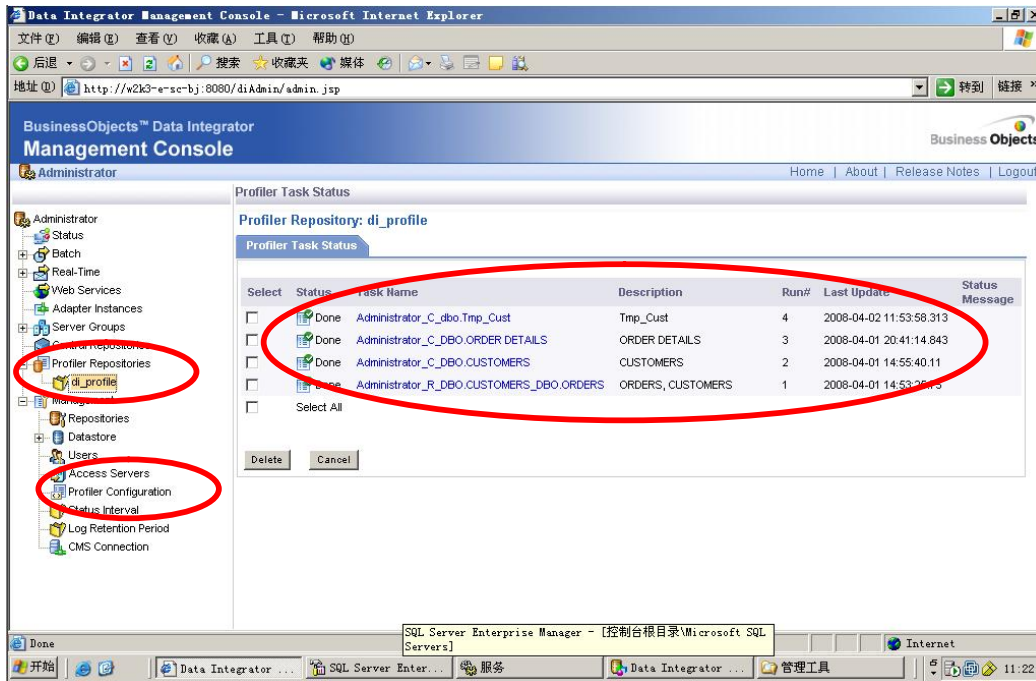 Data Integrator Management Console - Microsoft Internet Explorer
文件(F) 编辑(E) 查看(V) 收藏(A) 工具(T) 帮助(H)
后退 搜索 收藏夹 媒体
地址(D) http://w2k3-e-sc-bj:8080/diAdmin/admin.jsp 转到 链接 »
BusinessObjects™ Data Integrator
Management Console
Business Objects
Administrator
Home | About | Release Notes | Logout
Profiler Task Status
Administrator
Status
Batch
Real-Time
Web Services
Adapter Instances
Server Groups
Central Repositories
Profiler Repositories
di_profile
Management
Repositories
Datastore
Users
Access Servers
Profiler Configuration
Status Interval
Log Retention Period
CMS Connection
Profiler Repository: di_profile
Profiler Task Status
Select Status Task Name Description Run# Last Update Status Message
Done Administrator_C_dbo.Tmp_Cust Tmp_Cust 4 2008-04-02 11:53:58.313
Done Administrator_C_DBO.ORDER DETAILS ORDER DETAILS 3 2008-04-01 20:41:14.843
Done Administrator_C_DBO.CUSTOMERS CUSTOMERS 2 2008-04-01 14:55:40.11
Done Administrator_R_DBO.CUSTOMERS_DBO.ORDERS ORDERS, CUSTOMERS 1 2008-04-01
Select All
Delete Cancel
SQL Server Enterprise Manager - [控制台根目录\Microsoft SQL
Servers]
Done Internet
开始 Data Integrator ... SQL Server Enter... 服务 Data Integrator ... 管理工具 11:22